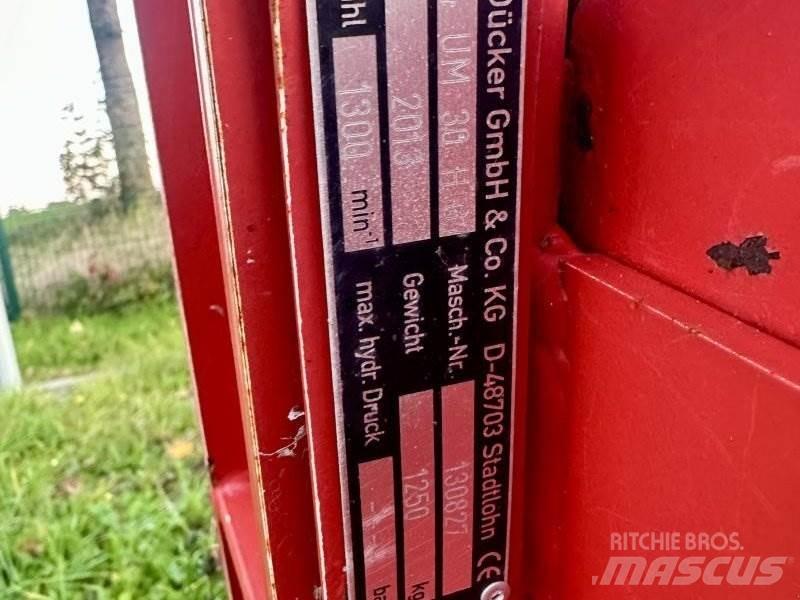 Dücker GmbH & Co. KG D-48703 Stadtlohn CE
UM 30 H Masch.-Nr. 130827
2013 Gewicht 1250 kg
1300 min-1 max. hydr. Druck
RITCHIE BROS.
MASCUS